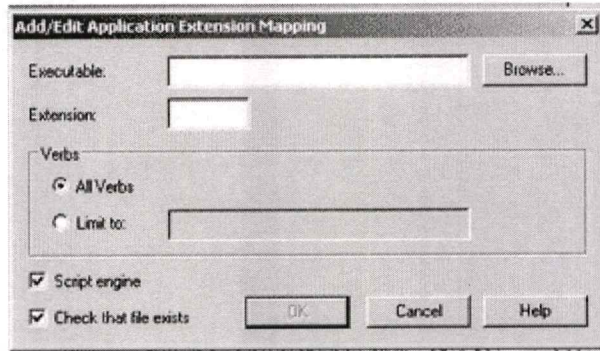 Add/Edit Application Extension Mapping
Executable:
Browse...
Extension:
Verbs
All Verbs
Limit to:
Script engine
Check that file exists
OK
Cancel
Help